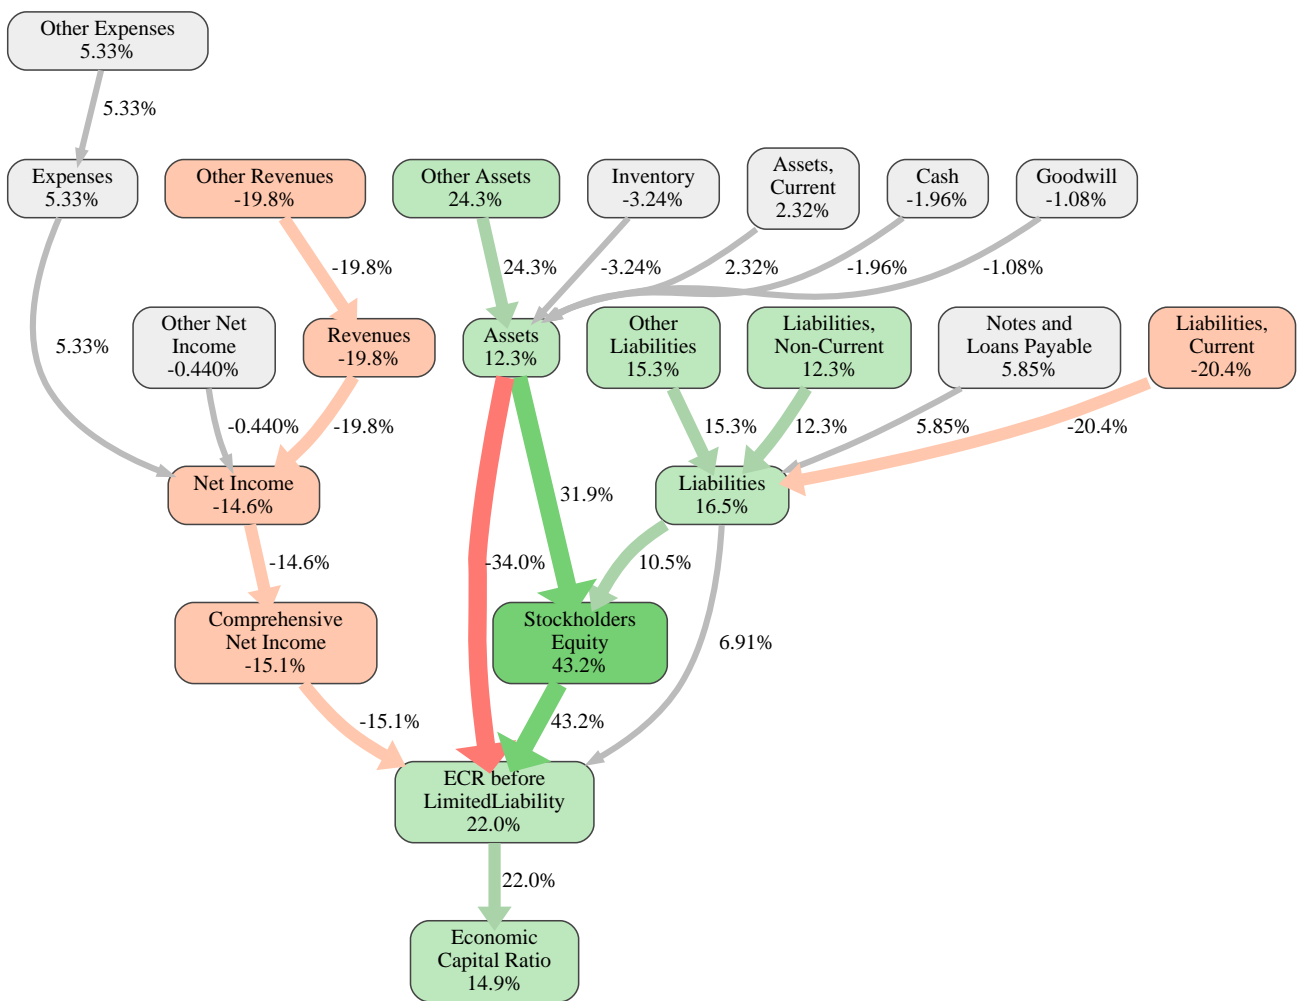 Other Expenses
5.33%
5.33%
Expenses
5.33%
Other Revenues
-19.8%
Other Assets
24.3%
Inventory
-3.24%
Assets,
Current
2.32%
Cash
-1.96%
Goodwill
-1.08%
-19.8%
24.3%
-3.24%
2.32%
-1.96%
-1.08%
Other Net
Income
-0.440%
Revenues
-19.8%
Assets
12.3%
Other
Liabilities
15.3%
Liabilities,
Non-Current
12.3%
Notes and
Loans Payable
5.85%
Liabilities,
Current
-20.4%
5.33%
-0.440%
-19.8%
15.3%
12.3%
5.85%
-20.4%
Net Income
-14.6%
31.9%
Liabilities
16.5%
-14.6%
-34.0%
10.5%
Comprehensive
Net Income
-15.1%
Stockholders
Equity
43.2%
6.91%
-15.1%
43.2%
ECR before
LimitedLiability
22.0%
22.0%
Economic
Capital Ratio
14.9%